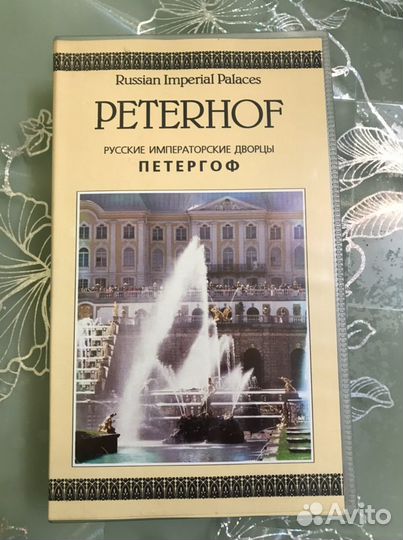 Russian Imperial Palaces
PETERHOF
РУССКИЕ ИМПЕРАТОРСКИЕ ДВОРЦЫ
ПЕТЕРГОФ
Avito